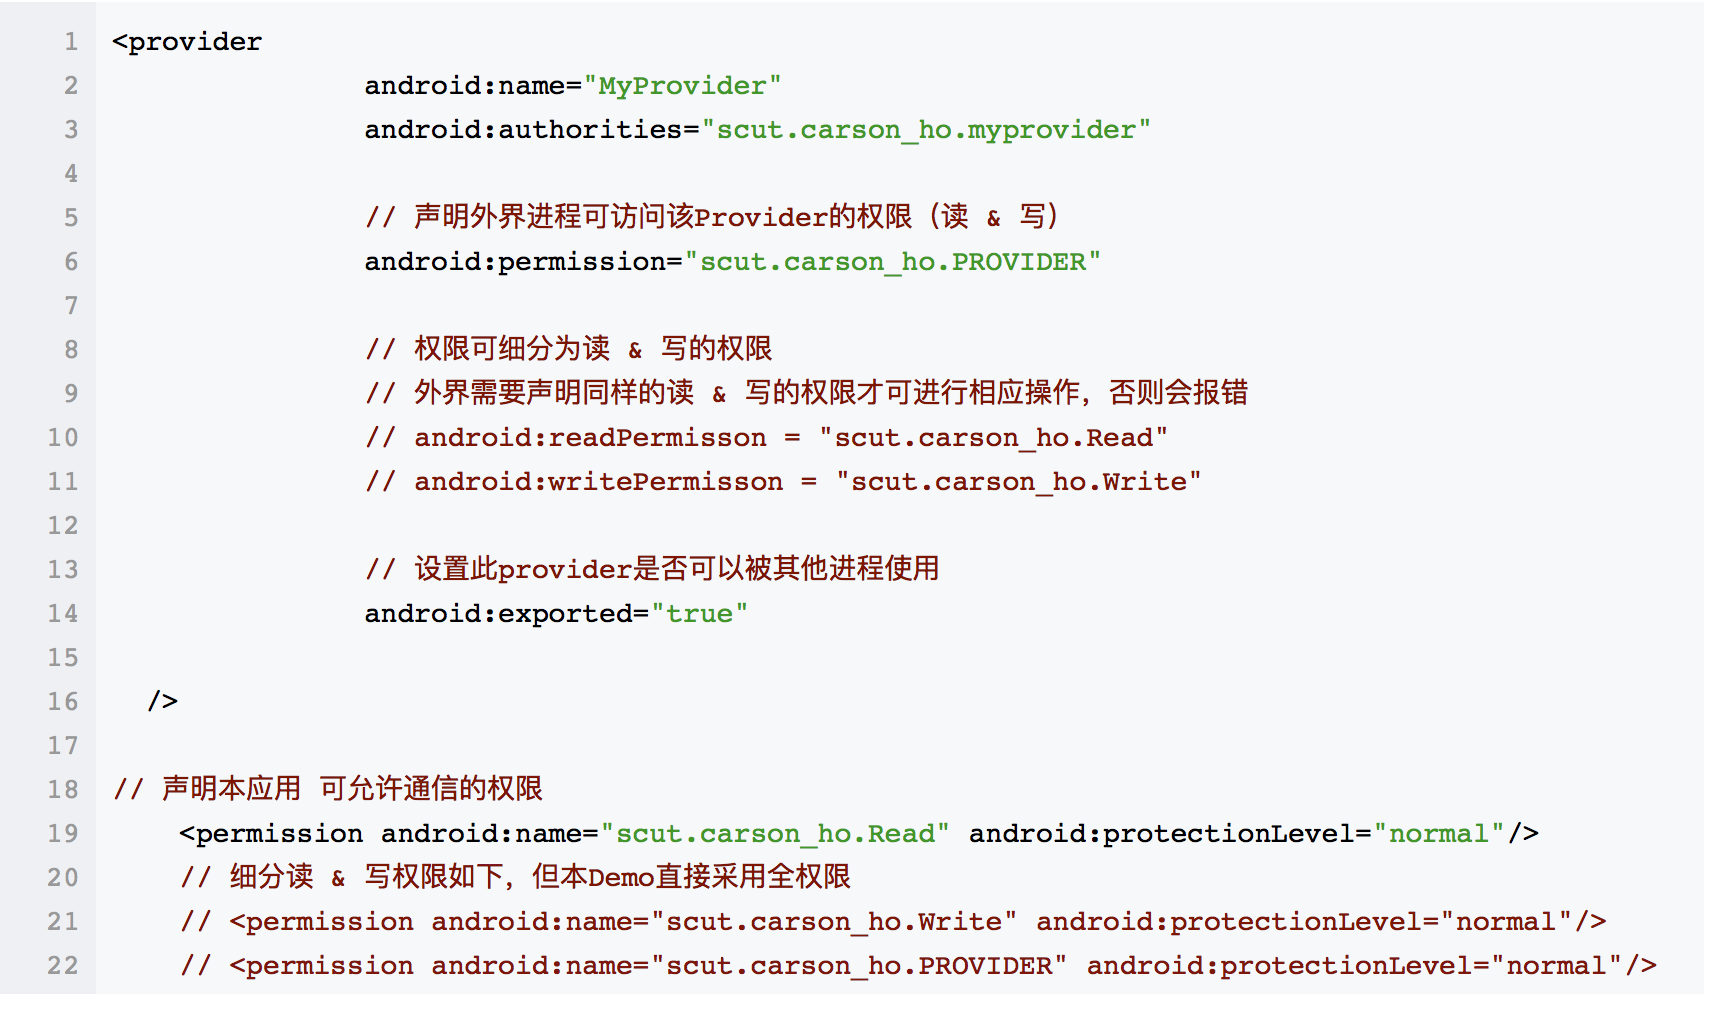 1 <provider
2 android:name="MyProvider"
3 android:authorities="scut.carson_ho.myprovider"
4
5 // 声明外界进程可访问该Provider的权限（读 & 写）
6 android:permission="scut.carson_ho.PROVIDER"
7
8 // 权限可细分为读 & 写的权限
9 // 外界需要声明同样的读 & 写的权限才可进行相应操作，否则会报错
10 // android:readPermisson = "scut.carson_ho.Read"
11 // android:writePermisson = "scut.carson_ho.Write"
12
13 // 设置此provider是否可以被其他进程使用
14 android:exported="true"
15
16 />
17
18 // 声明本应用 可允许通信的权限
19 <permission android:name="scut.carson_ho.Read" android:protectionLevel="normal"/>
20 // 细分读 & 写权限如下，但本Demo直接采用全权限
21 // <permission android:name="scut.carson_ho.Write" android:protectionLevel="normal"/>
22 // <permission android:name="scut.carson_ho.PROVIDER" android:protectionLevel="normal"/>